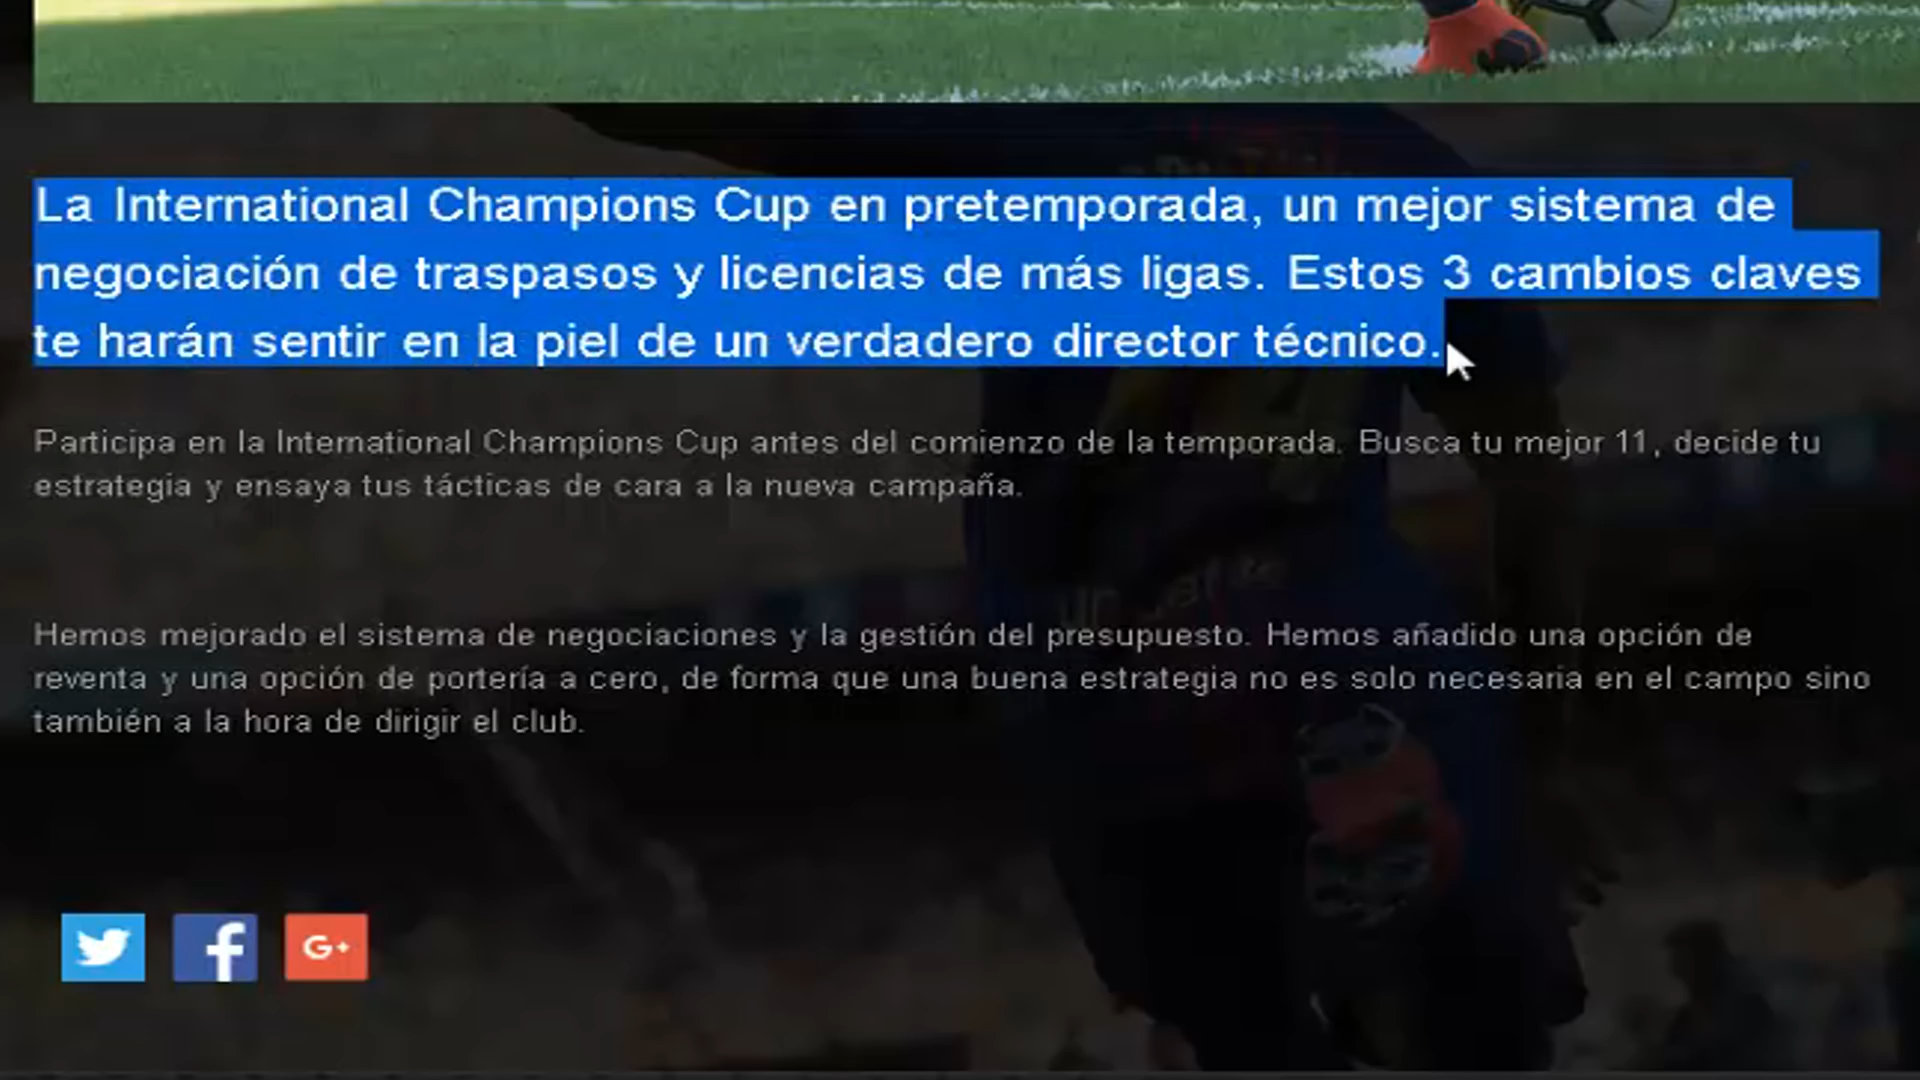 La International Champions Cup en pretemporada, un mejor sistema de
negociación de traspasos y licencias de más ligas. Estos 3 cambios claves
te harán sentir en la piel de un verdadero director técnico.
Participa en la International Champions Cup antes del comienzo de la temporada. Busca tu mejor 11, decide tu
estrategia y ensaya tus tácticas de cara a la nueva campaña.
Hemos mejorado el sistema de negociaciones y la gestión del presupuesto. Hemos añadido una opción de
reventa y una opción de portería a cero, de forma que una buena estrategia no es solo necesaria en el campo sino
también a la hora de dirigir el club.
f G+